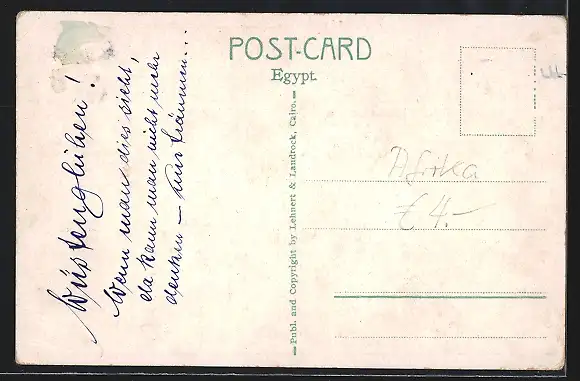 POST-CARD
Egypt.
Wüstenglühen!
Wenn man dies sieht,
da kann man nicht mehr
denken – nur träumen...
Publ. and Copyright by Lehnert & Landrock, Cairo.
Afrika
€ 4.-